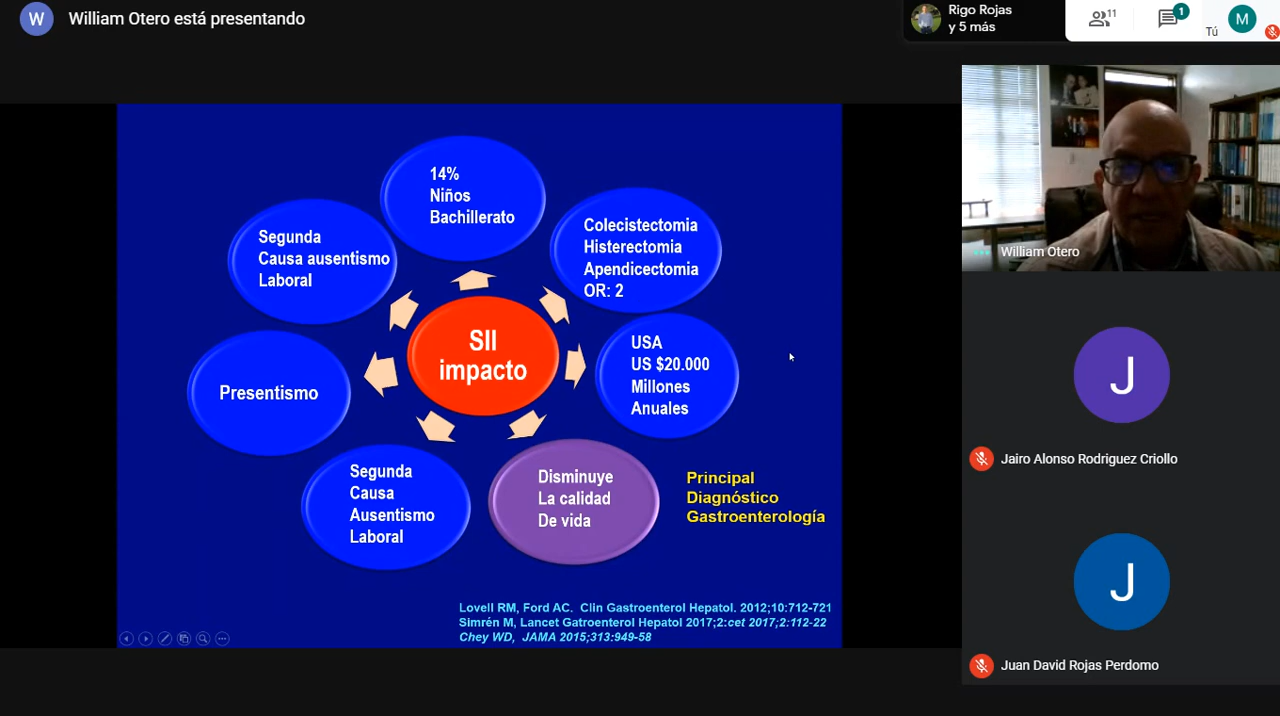 W
William Otero está presentando
Rigo Rojas
y 5 más
11
1
Tú
M
14%
Niños
Bachillerato
Segunda
Causa ausentismo
Laboral
Colecistectomia
Histerectomia
Apendicectomia
OR: 2
SII
impacto
USA
US $20.000
Millones
Anuales
Presentismo
Segunda
Causa
Ausentismo
Laboral
Disminuye
La calidad
De vida
Principal
Diagnóstico
Gastroenterología
Lovell RM, Ford AC. Clin Gastroenterol Hepatol. 2012;10:712-721
Simrén M, Lancet Gatroenterol Hepatol 2017;2:cet 2017;2:112-22
Chey WD, JAMA 2015;313:949-58
William Otero
J
Jairo Alonso Rodriguez Criollo
J
Juan David Rojas Perdomo